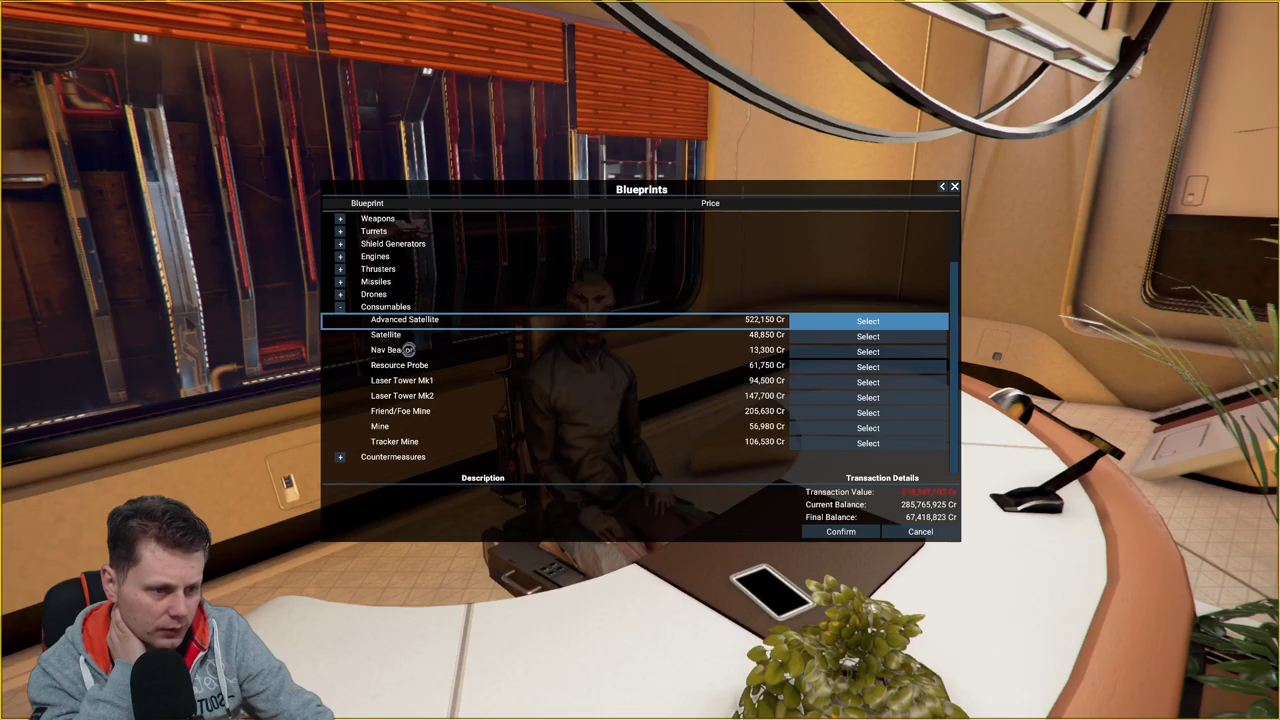 Blueprints
Blueprint Price
+ Weapons
+ Turrets
+ Shield Generators
+ Engines
+ Thrusters
+ Missiles
+ Drones
- Consumables
Advanced Satellite 522,150 Cr Select
Satellite 48,850 Cr Select
Nav Beacon 13,300 Cr Select
Resource Probe 61,750 Cr Select
Laser Tower Mk1 94,500 Cr Select
Laser Tower Mk2 147,700 Cr Select
Friend/Foe Mine 205,630 Cr Select
Mine 56,980 Cr Select
Tracker Mine 106,530 Cr Select
+ Countermeasures
Description Transaction Details
Transaction Value:
Current Balance: 285,765,925 Cr
Final Balance: 67,418,823 Cr
Confirm Cancel